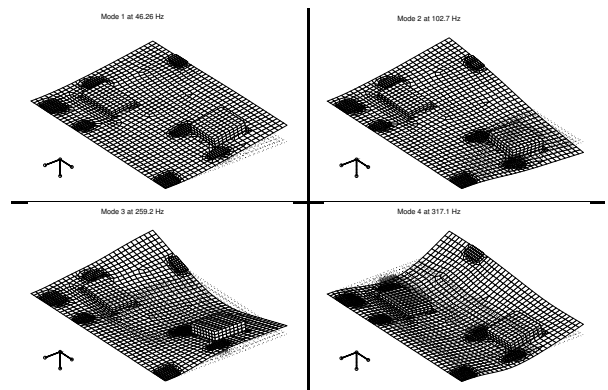 Mode 1 at 46.26 Hz
Mode 2 at 102.7 Hz
Mode 3 at 259.2 Hz
Mode 4 at 317.1 Hz